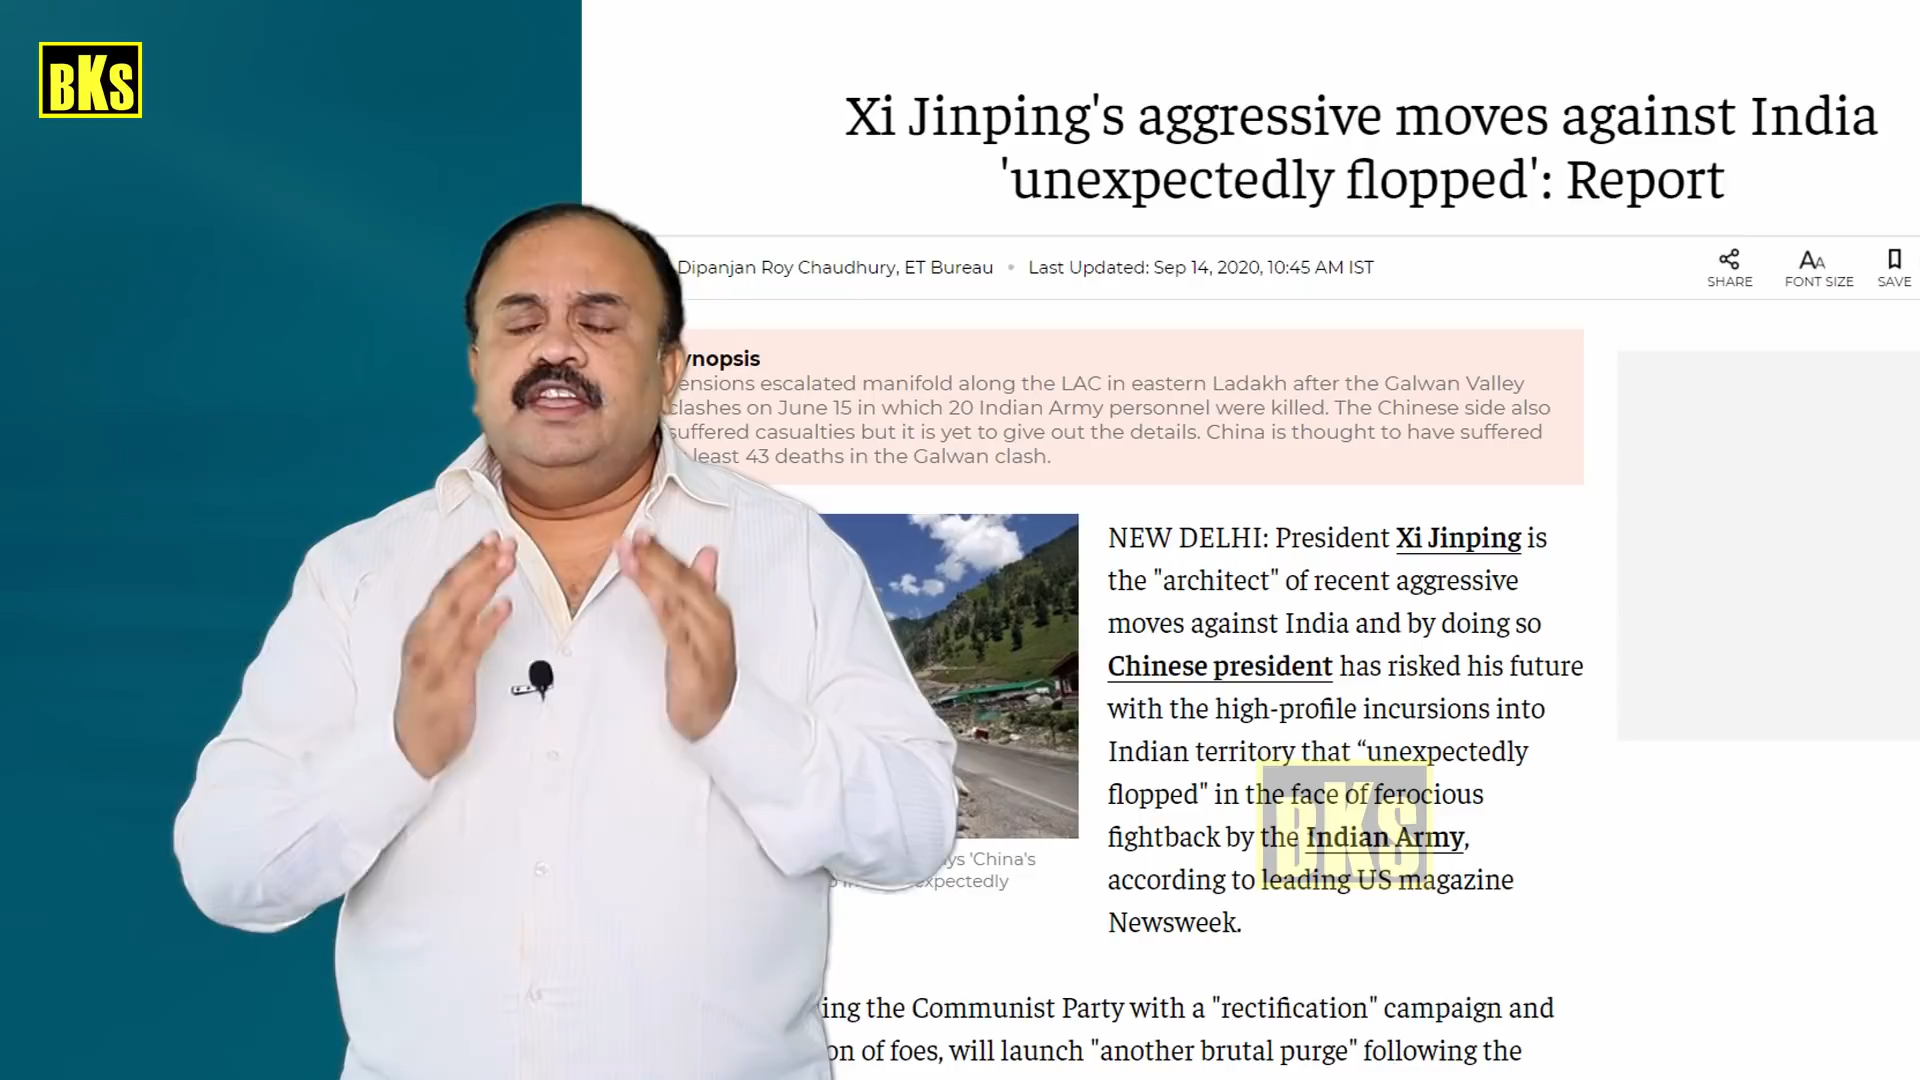 BKS
Xi Jinping's aggressive moves against India
'unexpectedly flopped': Report
Dipanjan Roy Chaudhury, ET Bureau • Last Updated: Sep 14, 2020, 10:45 AM IST
SHARE
FONT SIZE
SAVE
ynopsis
ensions escalated manifold along the LAC in eastern Ladakh after the Galwan Valley
clashes on June 15 in which 20 Indian Army personnel were killed. The Chinese side also
suffered casualties but it is yet to give out the details. China is thought to have suffered
least 43 deaths in the Galwan clash.
NEW DELHI: President Xi Jinping is
the "architect" of recent aggressive
moves against India and by doing so
Chinese president has risked his future
with the high-profile incursions into
Indian territory that “unexpectedly
flopped" in the face of ferocious
fightback by the Indian Army,
according to leading US magazine
Newsweek.
BKS
ys 'China's
expectedly
ing the Communist Party with a "rectification" campaign and
on of foes, will launch "another brutal purge" following the